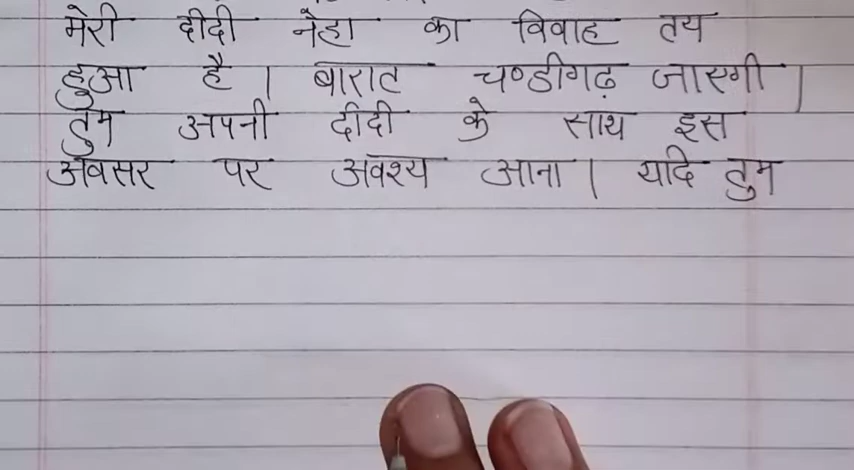 मेरी दीदी नेहा का विवाह तय
हुआ है। बारात चण्डीगढ़ जाएगी।
तुम अपनी दीदी के साथ इस
अवसर पर अवश्य आना। यदि तुम